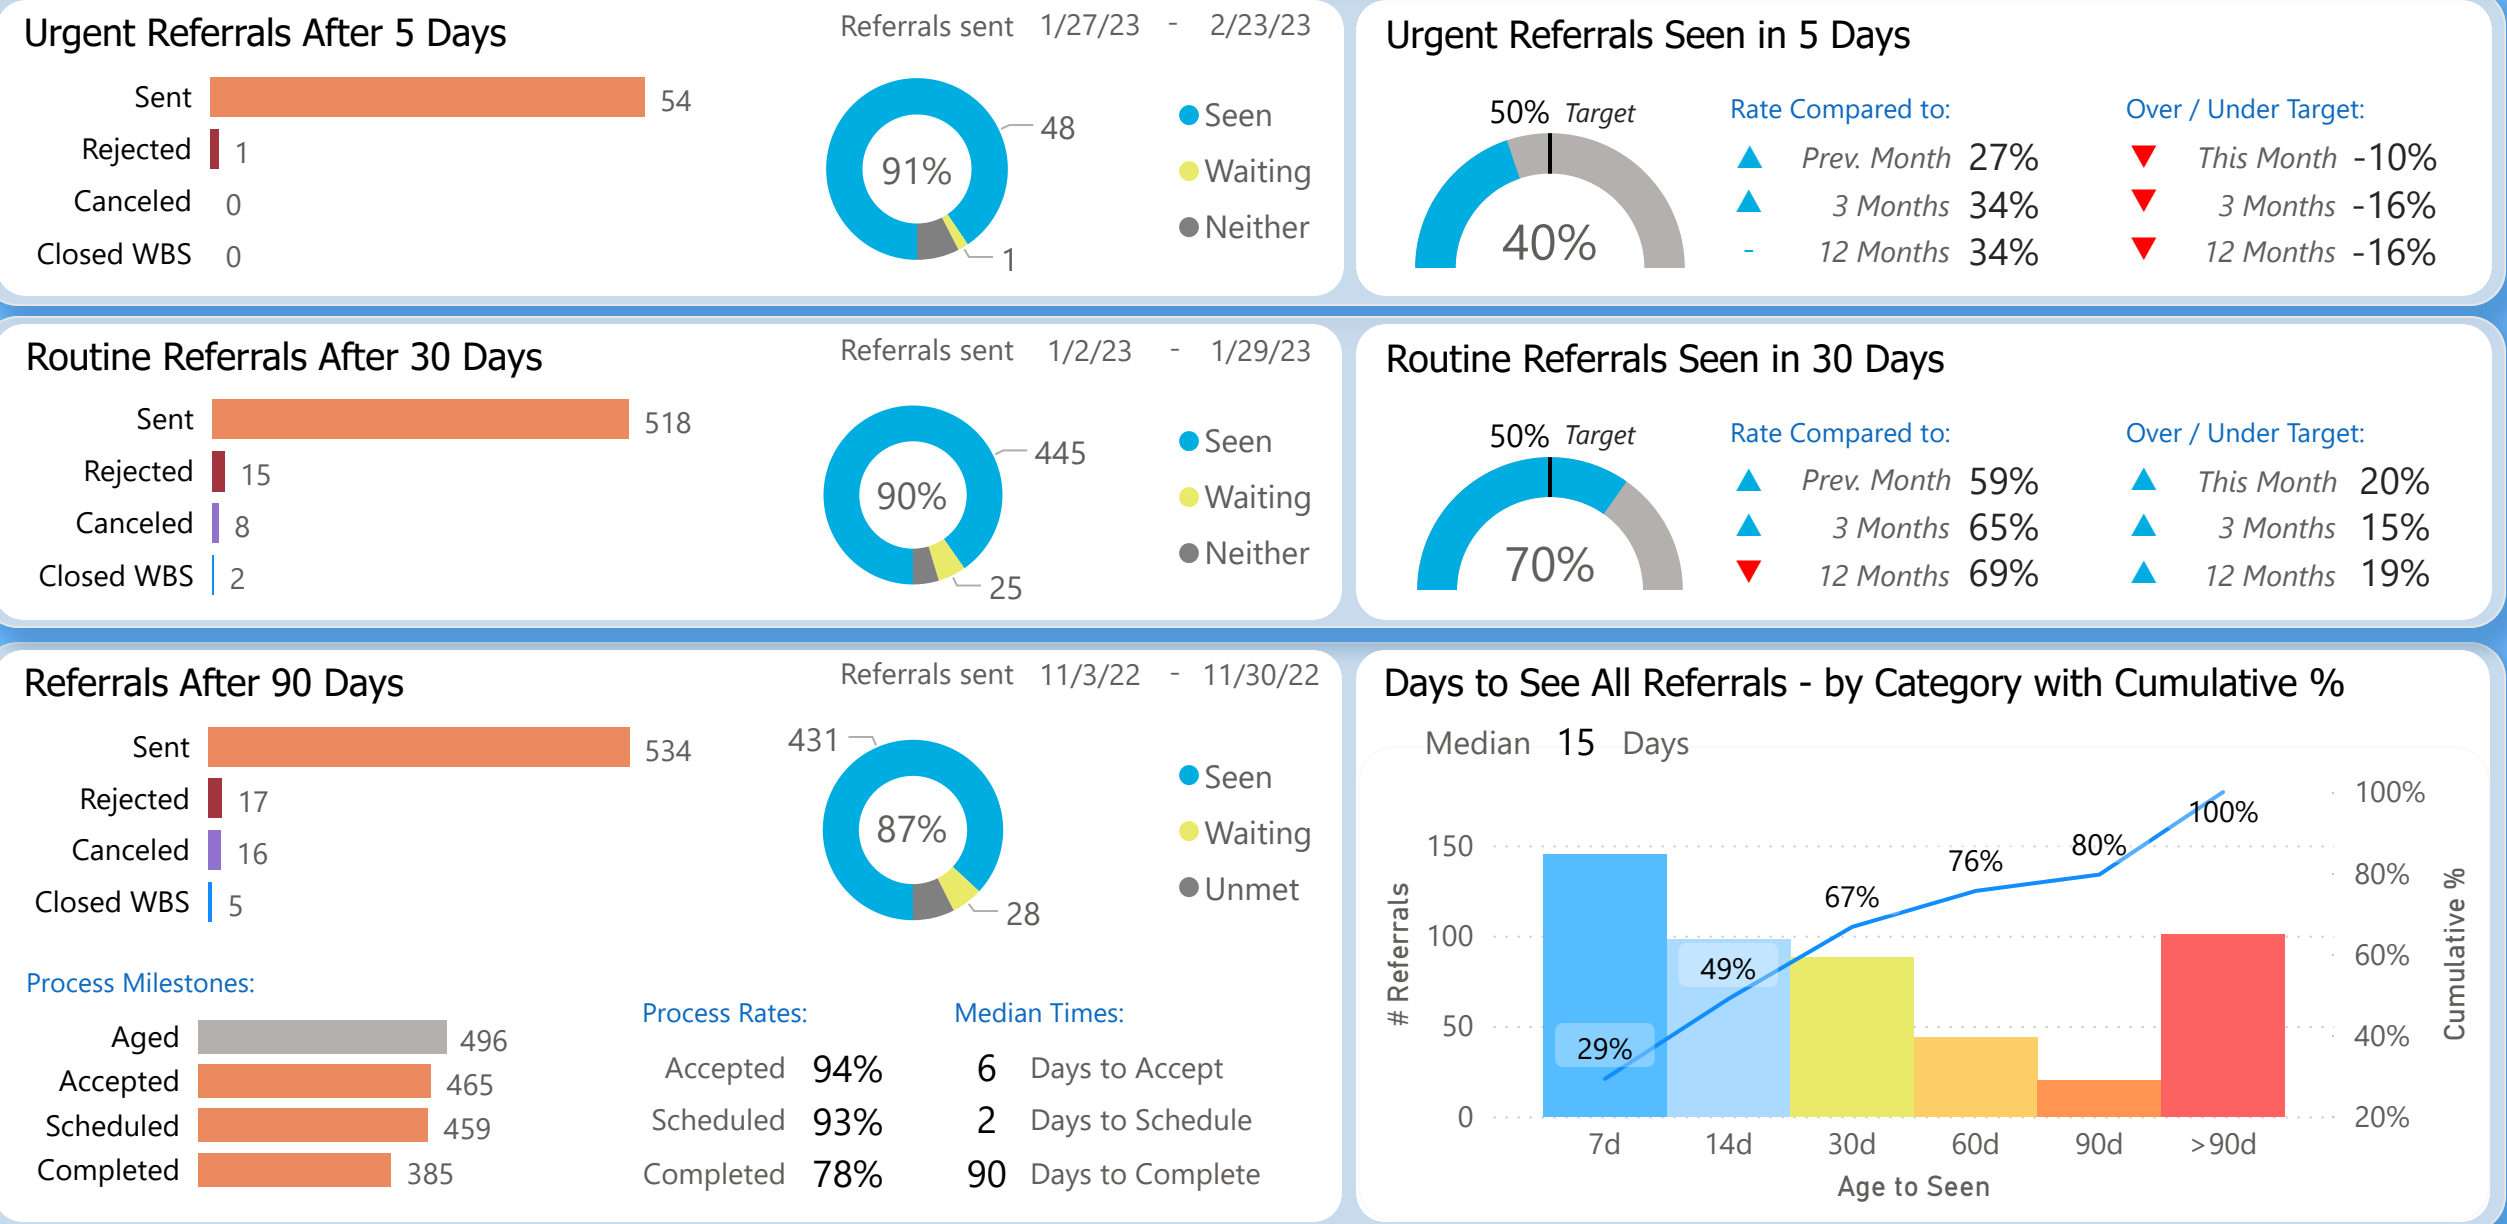 Urgent Referrals After 5 Days
Referrals sent 1/27/23 - 2/23/23
Sent 54
Rejected 1
Canceled 0
Closed WBS 0
91%
48
1
Seen
Waiting
Neither
Urgent Referrals Seen in 5 Days
50% Target
40%
Rate Compared to:
Prev. Month 27%
3 Months 34%
- 12 Months 34%
Over / Under Target:
This Month -10%
3 Months -16%
12 Months -16%
Routine Referrals After 30 Days
Referrals sent 1/2/23 - 1/29/23
Sent 518
Rejected 15
Canceled 8
Closed WBS 2
90%
445
25
Seen
Waiting
Neither
Routine Referrals Seen in 30 Days
50% Target
70%
Rate Compared to:
Prev. Month 59%
3 Months 65%
12 Months 69%
Over / Under Target:
This Month 20%
3 Months 15%
12 Months 19%
Referrals After 90 Days
Referrals sent 11/3/22 - 11/30/22
Sent 534
Rejected 17
Canceled 16
Closed WBS 5
431
87%
28
Seen
Waiting
Unmet
Process Milestones:
Aged 496
Accepted 465
Scheduled 459
Completed 385
Process Rates:
Accepted 94%
Scheduled 93%
Completed 78%
Median Times:
6 Days to Accept
2 Days to Schedule
90 Days to Complete
Days to See All Referrals - by Category with Cumulative %
Median 15 Days
# Referrals
150
100
50
0
29%
49%
67%
76%
80%
100%
100%
80%
60%
40%
20%
Cumulative %
7d 14d 30d 60d 90d >90d
Age to Seen